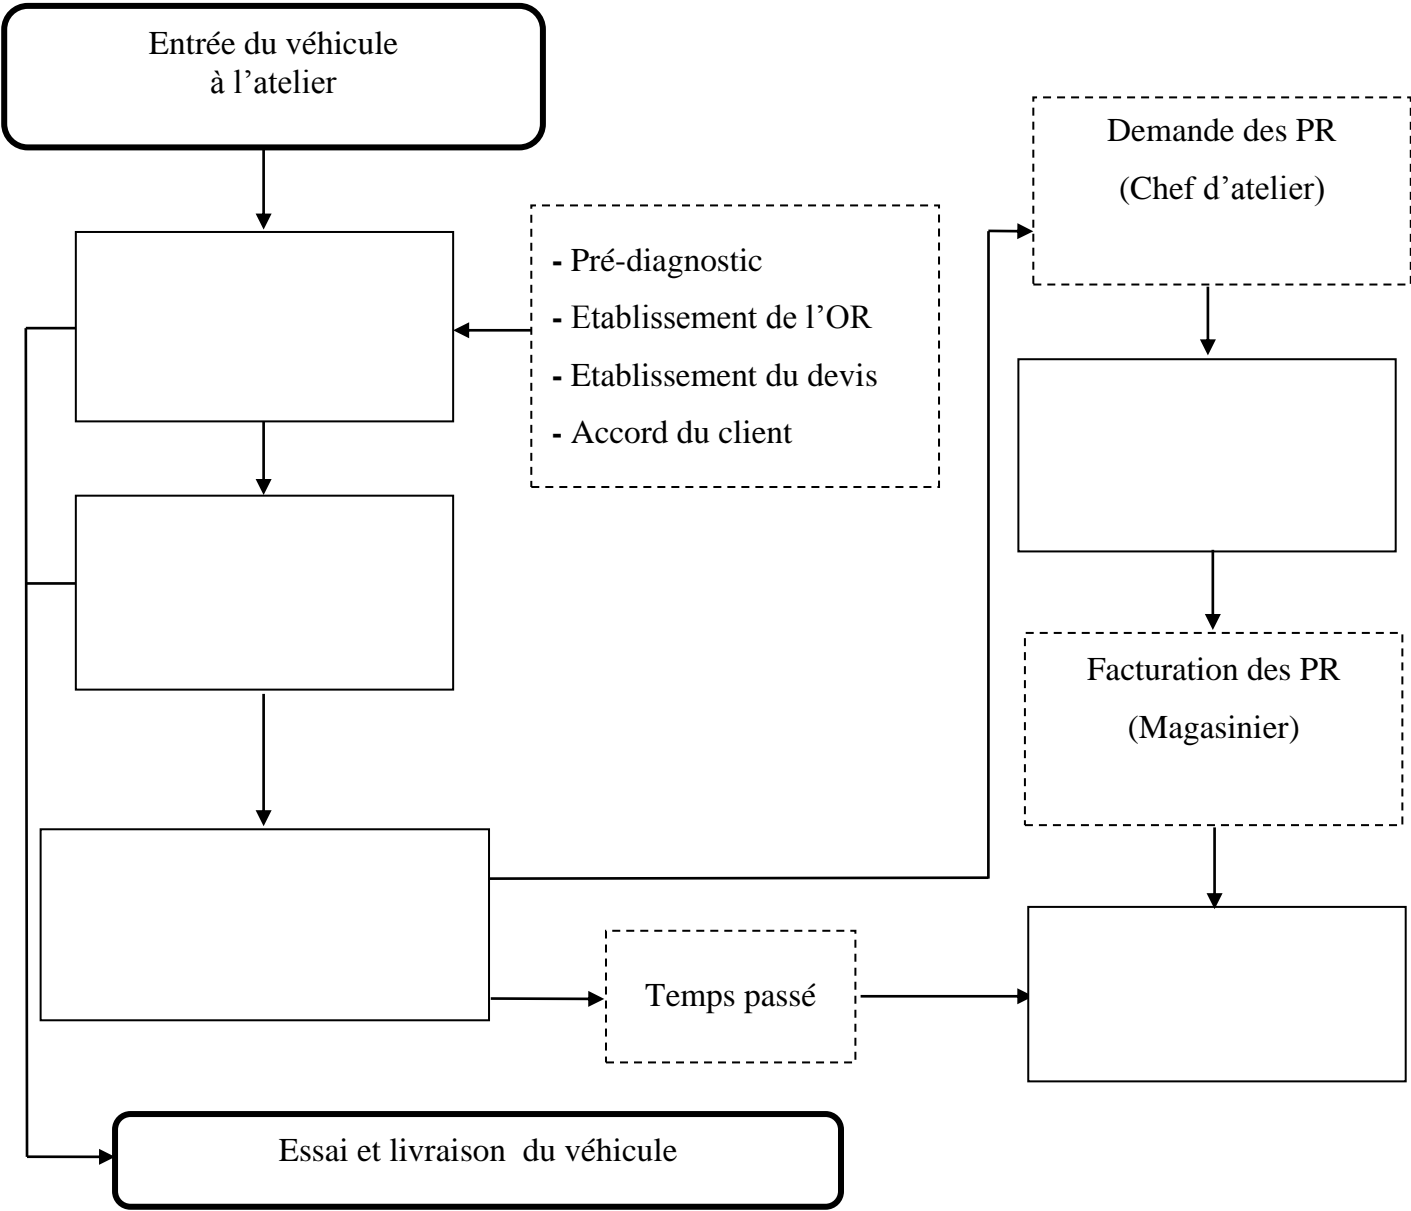 Entrée du véhicule
à l’atelier
Demande des PR
(Chef d’atelier)
- Pré-diagnostic
- Etablissement de l’OR
- Etablissement du devis
- Accord du client
Facturation des PR
(Magasinier)
Temps passé
Essai et livraison  du véhicule